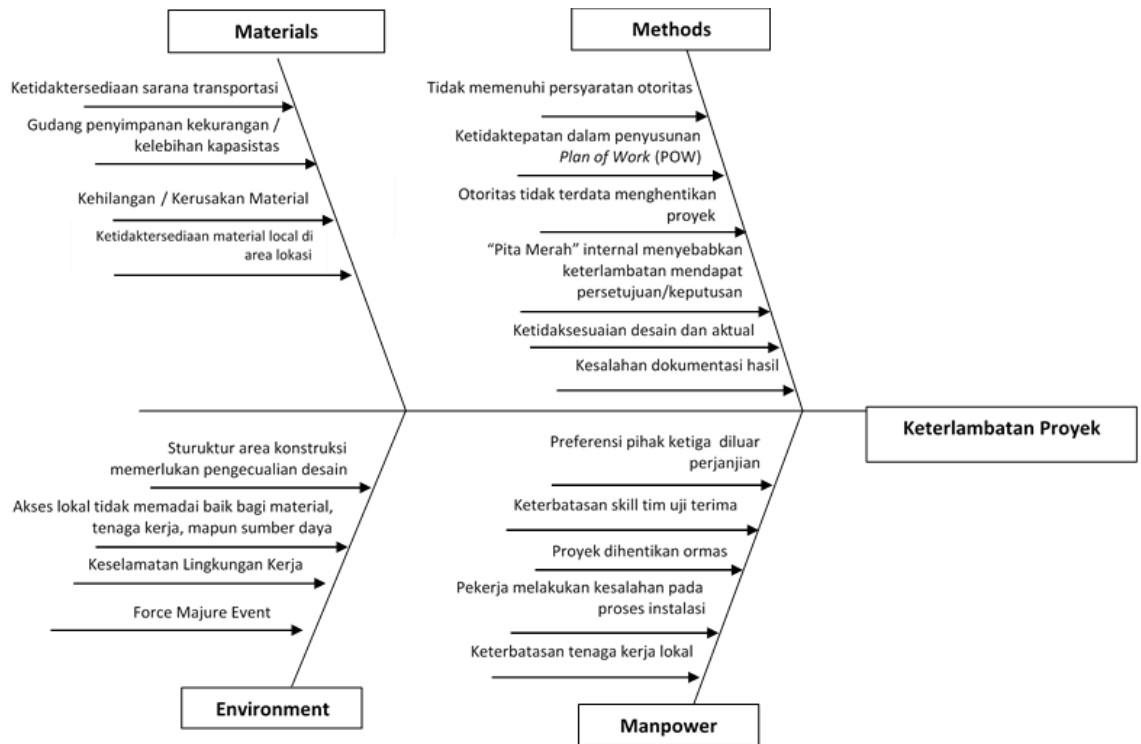 Materials
Ketidaktersediaan sarana transportasi
Gudang penyimpanan kekurangan /
kelebihan kapasistas
Kehilangan / Kerusakan Material
Ketidaktersediaan material local di
area lokasi
Methods
Tidak memenuhi persyaratan otoritas
Ketidaktepatan dalam penyusunan
Plan of Work (POW)
Otoritas tidak terdata menghentikan
proyek
“Pita Merah” internal menyebabkan
keterlambatan mendapat
persetujuan/keputusan
Ketidaksesuaian desain dan aktual
Kesalahan dokumentasi hasil
Keterlambatan Proyek
Sturuktur area konstruksi
memerlukan pengecualian desain
Akses lokal tidak memadai baik bagi material,
tenaga kerja, mapun sumber daya
Keselamatan Lingkungan Kerja
Force Majure Event
Environment
Preferensi pihak ketiga diluar
perjanjian
Keterbatasan skill tim uji terima
Proyek dihentikan ormas
Pekerja melakukan kesalahan pada
proses instalasi
Keterbatasan tenaga kerja lokal
Manpower